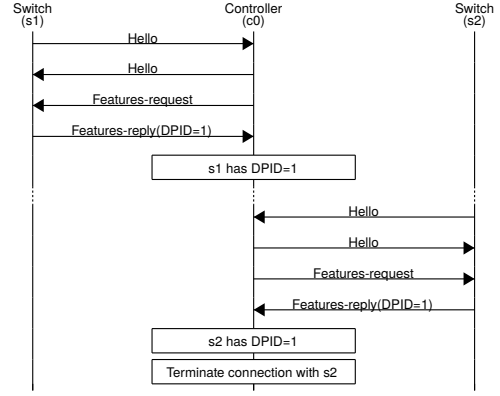 Switch Controller Switch
(s1) (c0) (s2)
Hello
Hello
Features-request
Features-reply(DPID=1)
s1 has DPID=1
Hello
Hello
Features-request
Features-reply(DPID=1)
s2 has DPID=1
Terminate connection with s2